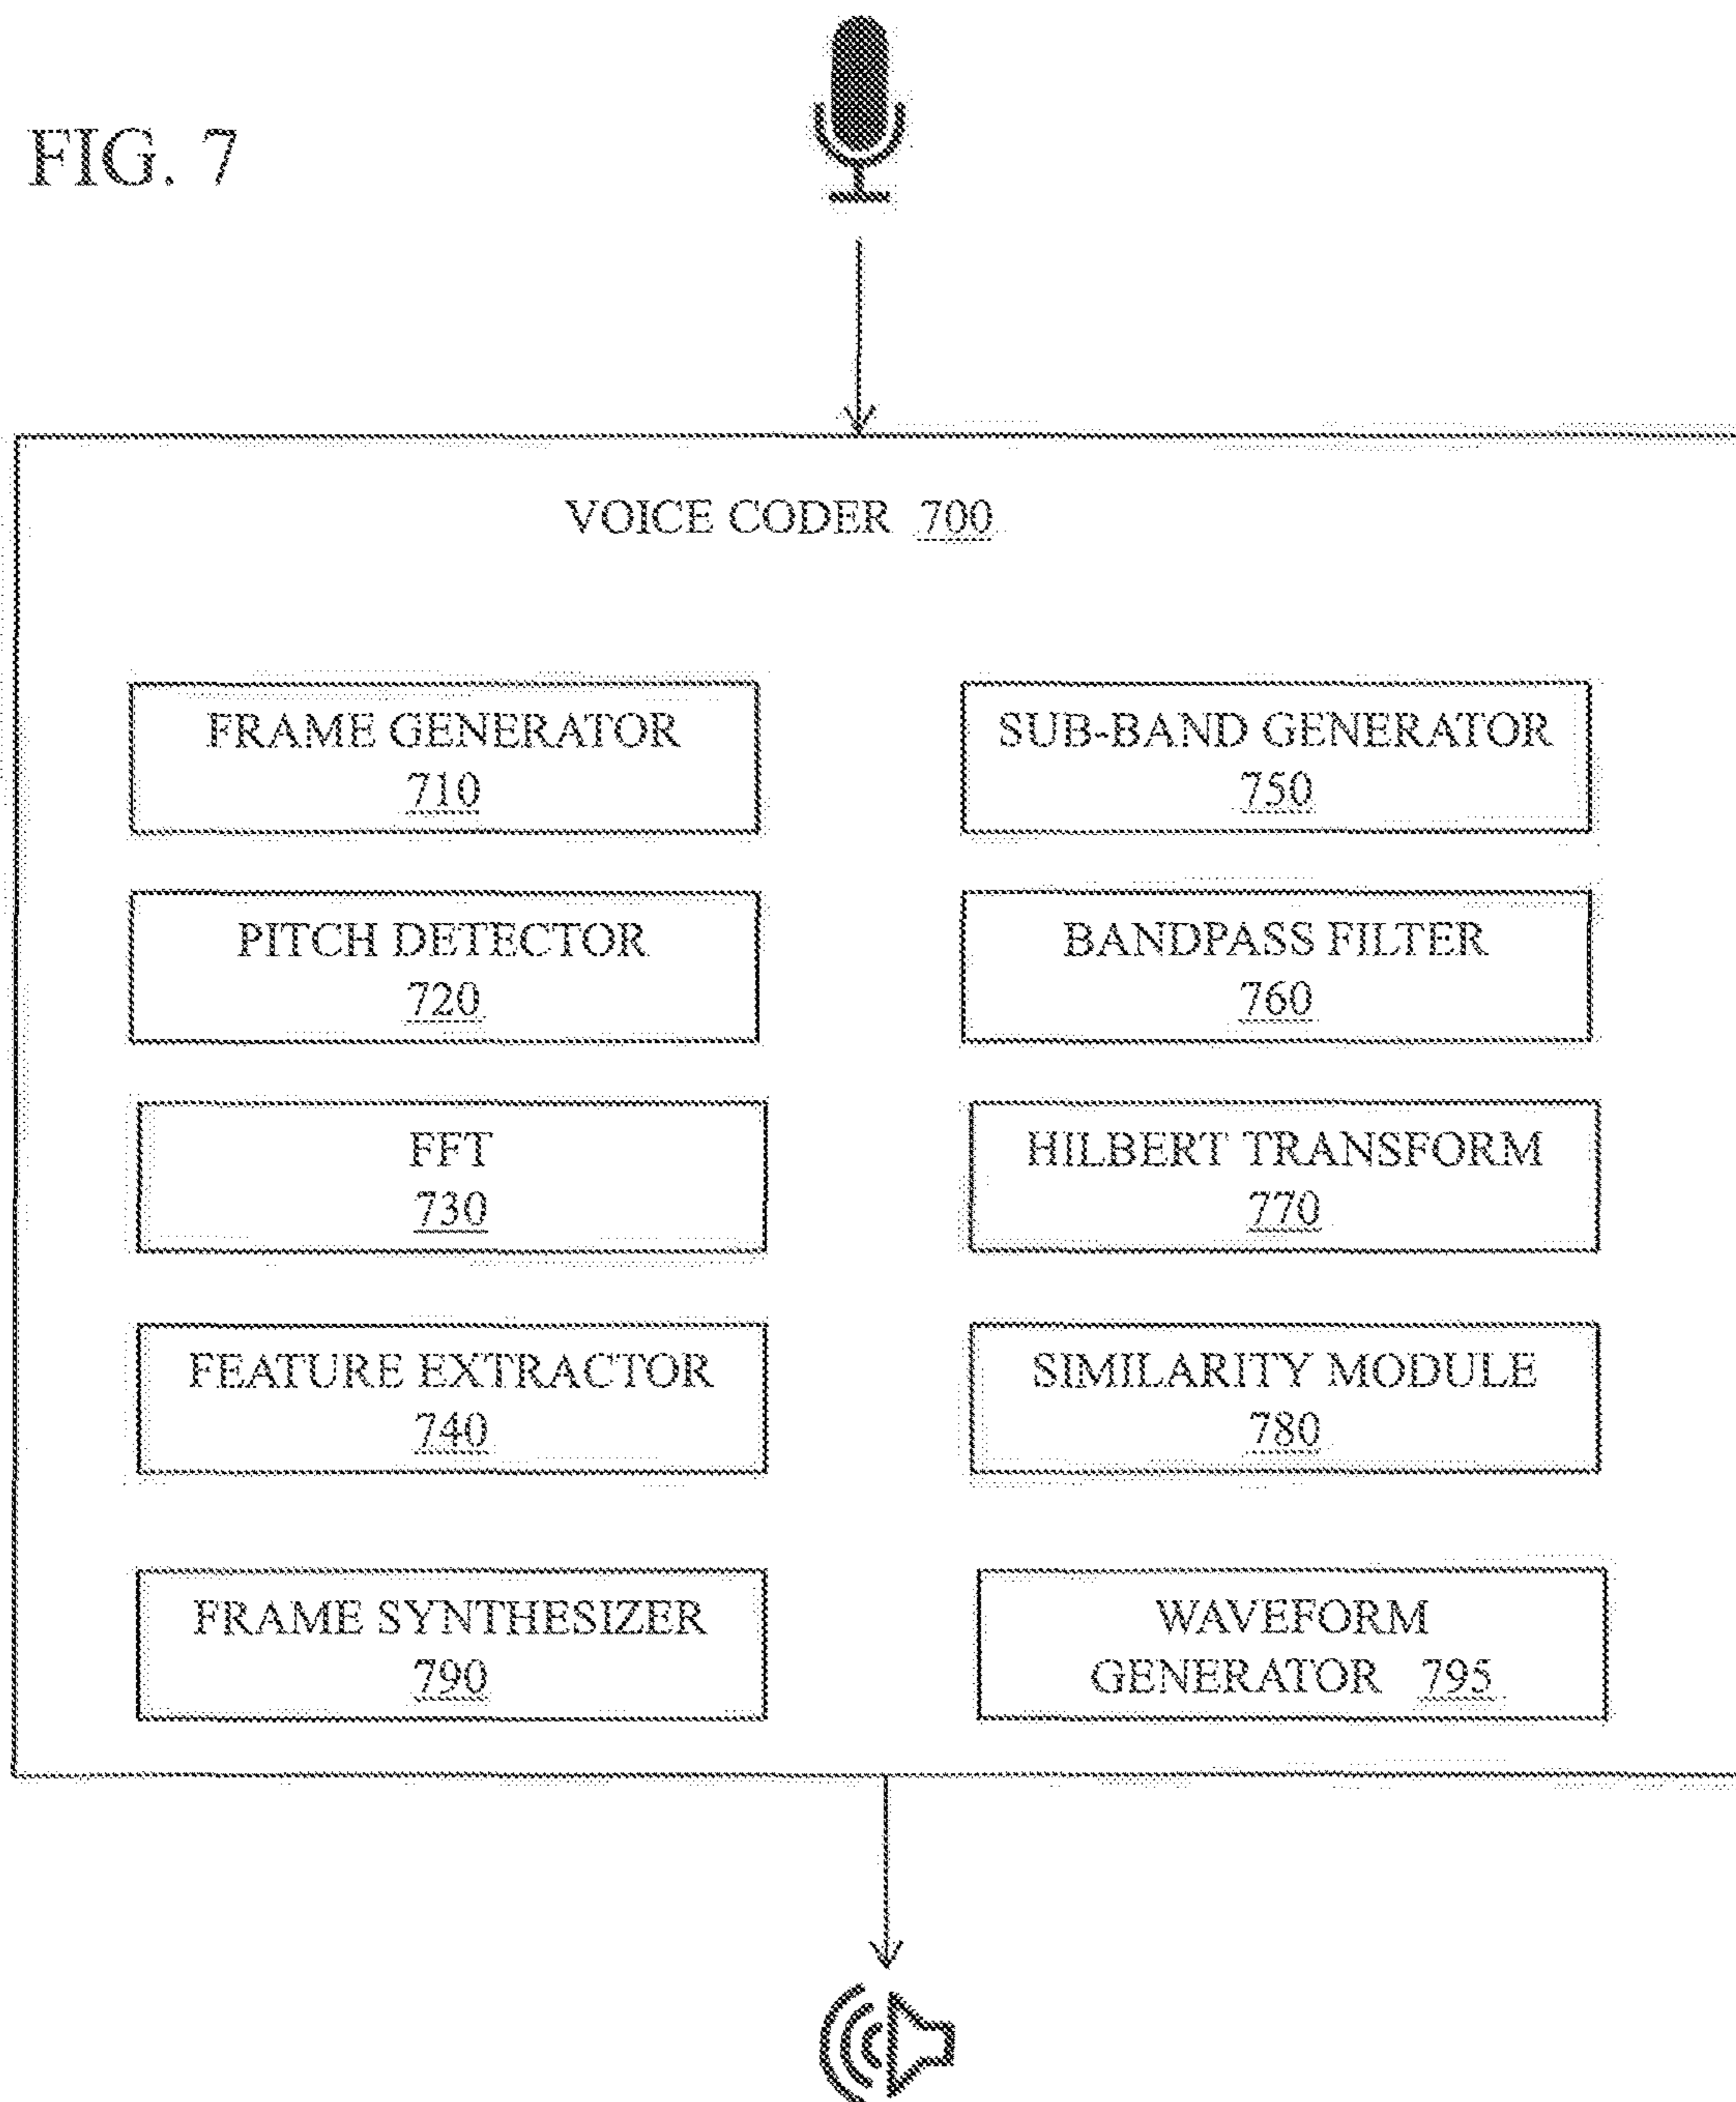 FIG. 7
VOICE CODER 700
FRAME GENERATOR
710
SUB-BAND GENERATOR
750
PITCH DETECTOR
720
BANDPASS FILTER
760
FFT
730
HILBERT TRANSFORM
770
FEATURE EXTRACTOR
740
SIMILARITY MODULE
780
FRAME SYNTHESIZER
790
WAVEFORM
GENERATOR 795